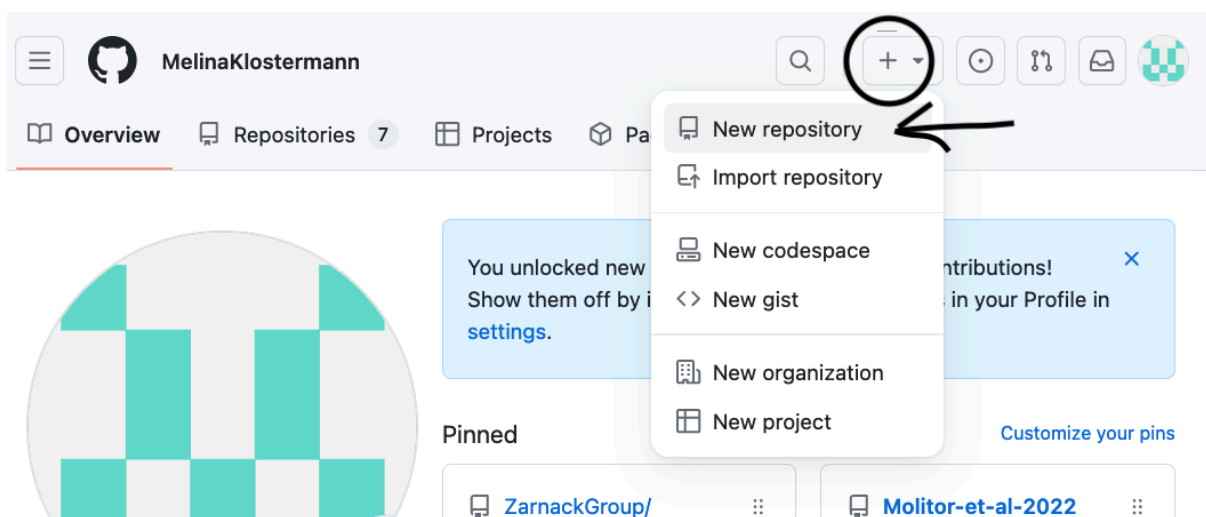 MelinaKlostermann
Overview
Repositories 7
Projects
Pa
New repository
Import repository
New codespace
New gist
New organization
New project
You unlocked new
ntributions!
Show them off by i
in your Profile in
settings.
Pinned
Customize your pins
ZarnackGroup/
Molitor-et-al-2022